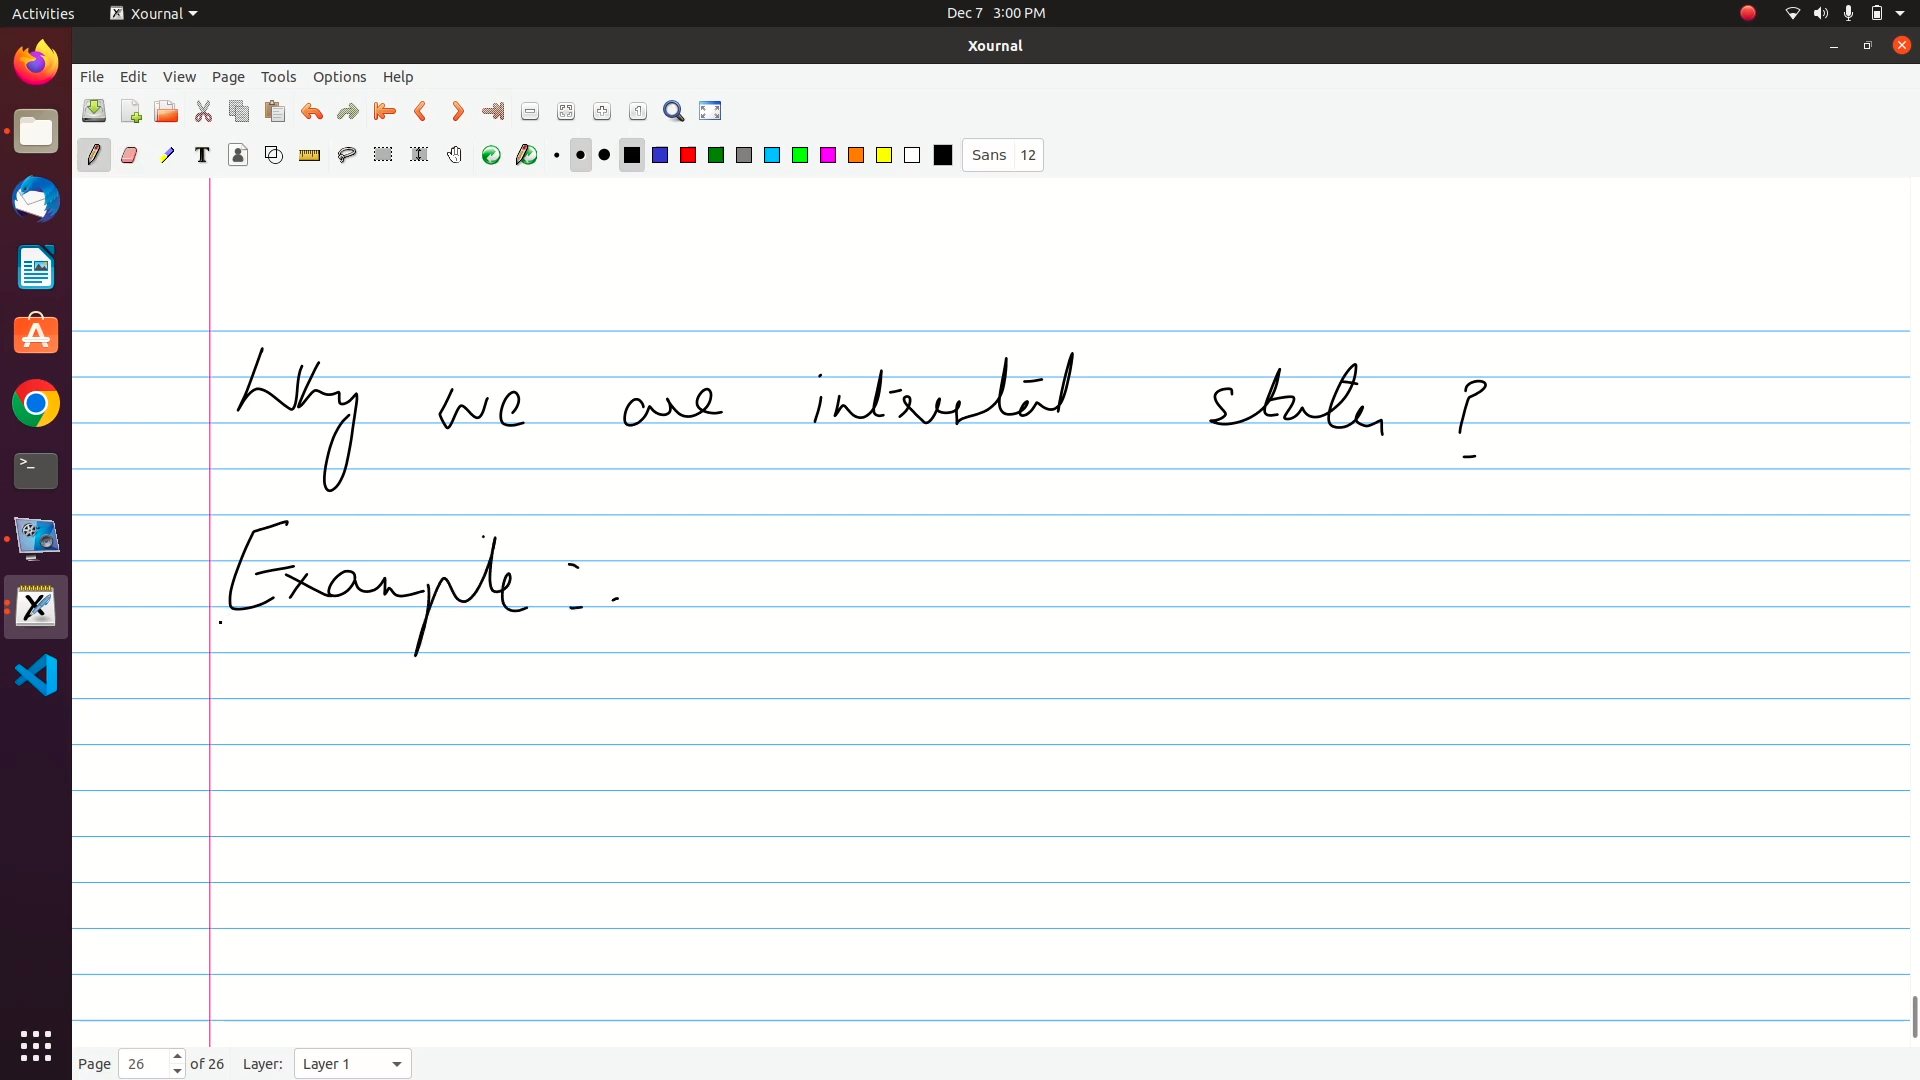 Activities Xournal Dec 7 3:00 PM
Xournal
File Edit View Page Tools Options Help
Sans 12
Why we are interested states ?
Example :-
Page 26 of 26 Layer: Layer 1